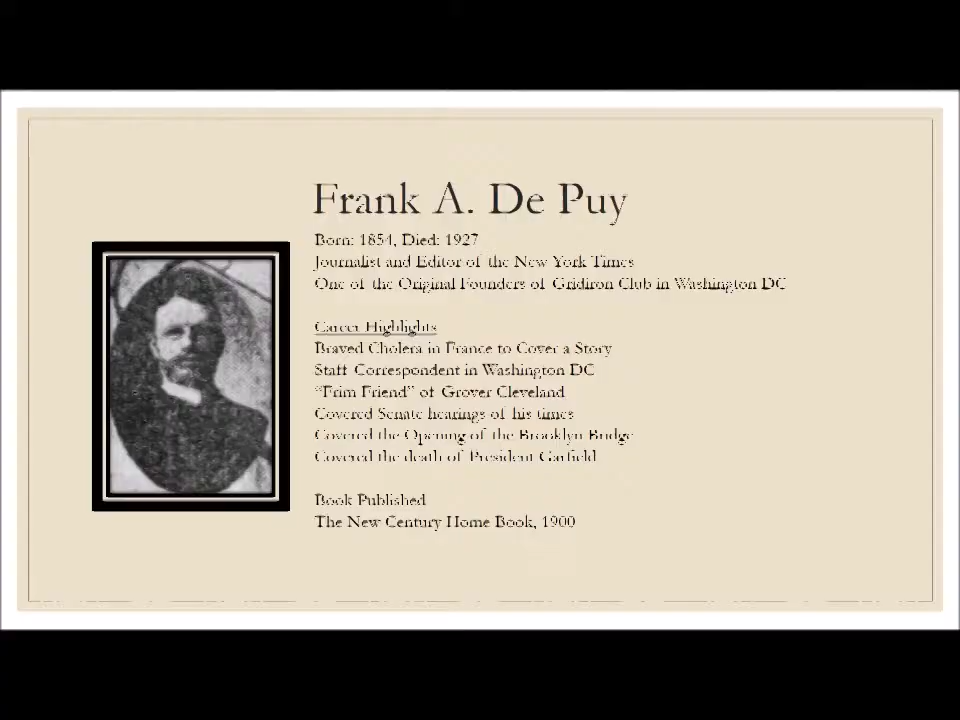 Frank A. De Puy
Born: 1854, Died: 1927
Journalist and Editor of the New York Times
One of the Original Founders of Gridiron Club in Washington DC
Career Highlights
Braved Cholera in France to Cover a Story
Staff Correspondent in Washington DC
“Frim Friend” of Grover Cleveland
Covered Senate hearings of his times
Covered the Opening of the Brooklyn Bridge
Covered the death of President Garfield
Book Published
The New Century Home Book, 1900